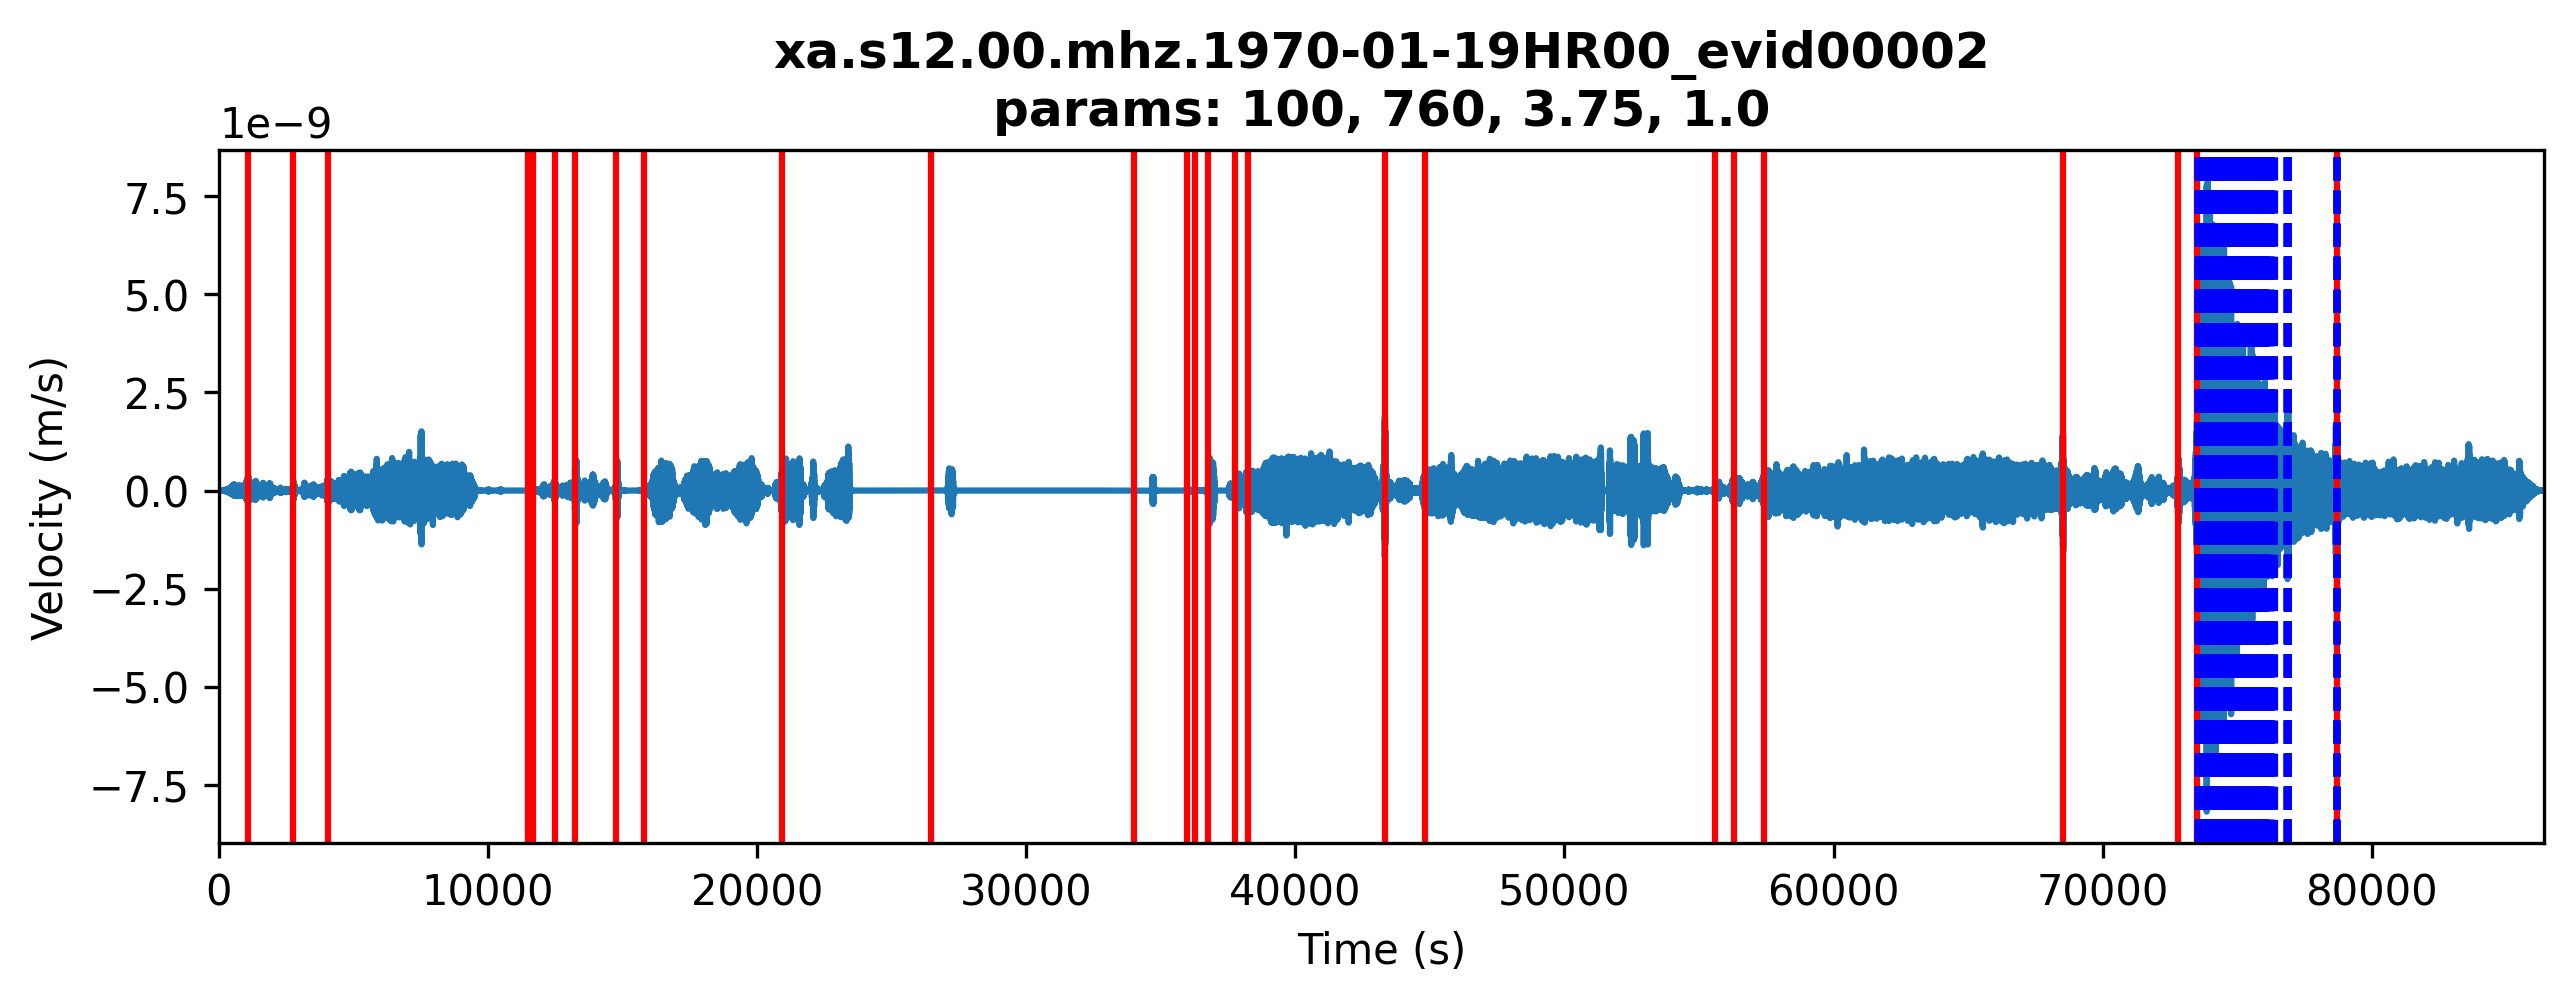 xa.s12.00.mhz.1970-01-19HR00_evid00002
params: 100, 760, 3.75, 1.0
1e−9
7.5
5.0
2.5
0.0
−2.5
−5.0
−7.5
Velocity (m/s)
0 10000 20000 30000 40000 50000 60000 70000 80000
Time (s)